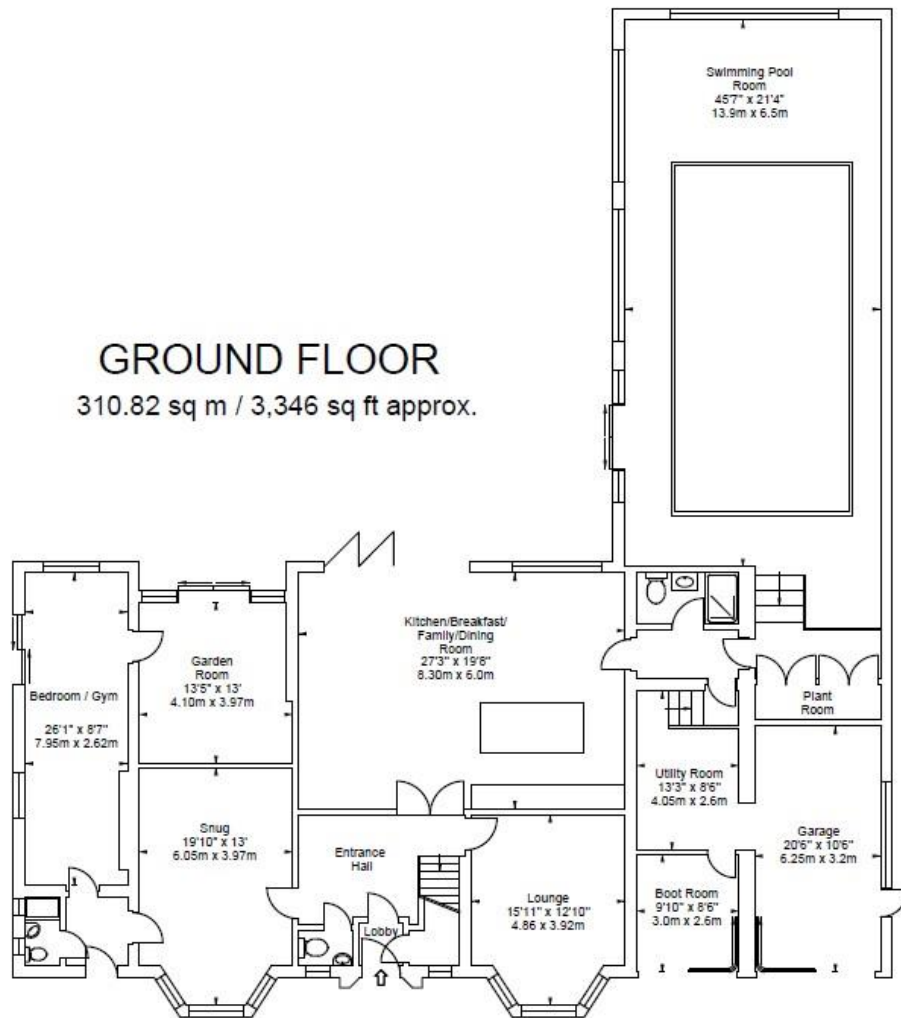 Swimming Pool
Room
45'7" x 21'4"
13.9m x 6.5m
GROUND FLOOR
310.82 sq m / 3,346 sq ft approx.
Kitchen/Breakfast/
Family/Dining
Room
27'3" x 19'8"
8.30m x 6.0m
Garden
Room
13'5" x 13'
4.10m x 3.97m
Bedroom / Gym
26'1" x 8'7"
7.95m x 2.62m
Plant
Room
Utility Room
13'3" x 8'6"
4.05m x 2.6m
Snug
19'10" x 13'
6.05m x 3.97m
Entrance
Hall
Garage
20'6" x 10'6"
6.25m x 3.2m
Lounge
15'11" x 12'10"
4.86 x 3.92m
Boot Room
9'10" x 8'6"
3.0m x 2.6m
Lobby